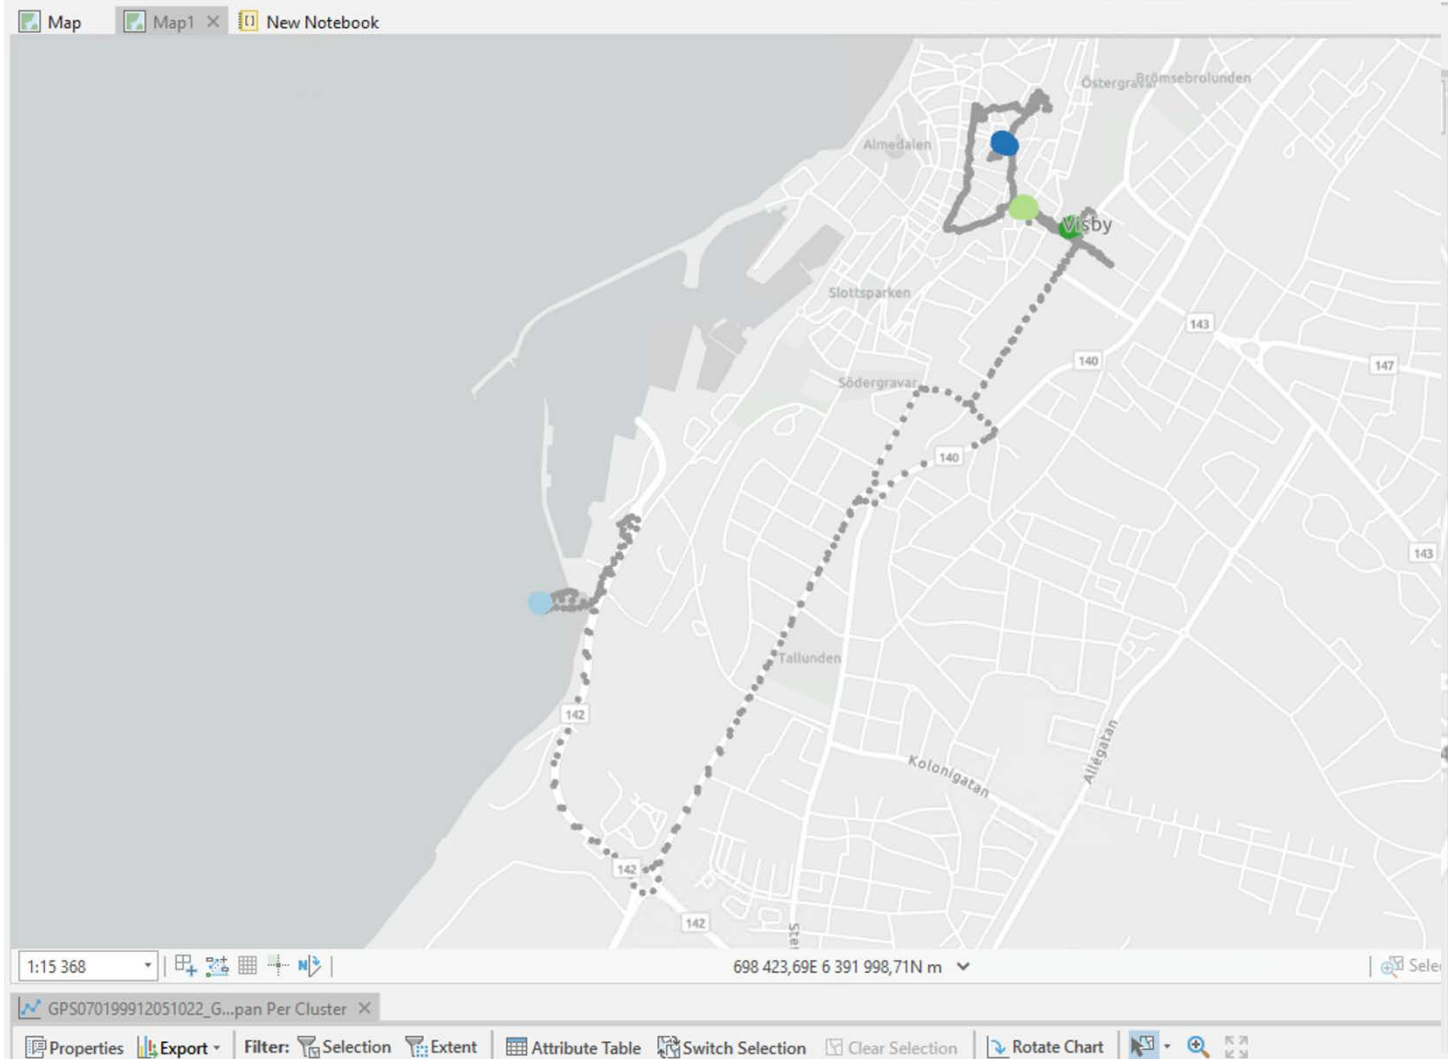 Map Map1 New Notebook
Östergravar Brömsebrolunden
Almedalen
Visby
Slottsparken
143
140
147
Södergravar
140
143
Tallunden
142
Kolonigatan
Allégatan
142
142
Ster
1:15 368 698 423,69E 6 391 998,71N m Selec
GPS070199912051022_G...pan Per Cluster
Properties Export Filter: Selection Extent Attribute Table Switch Selection Clear Selection Rotate Chart